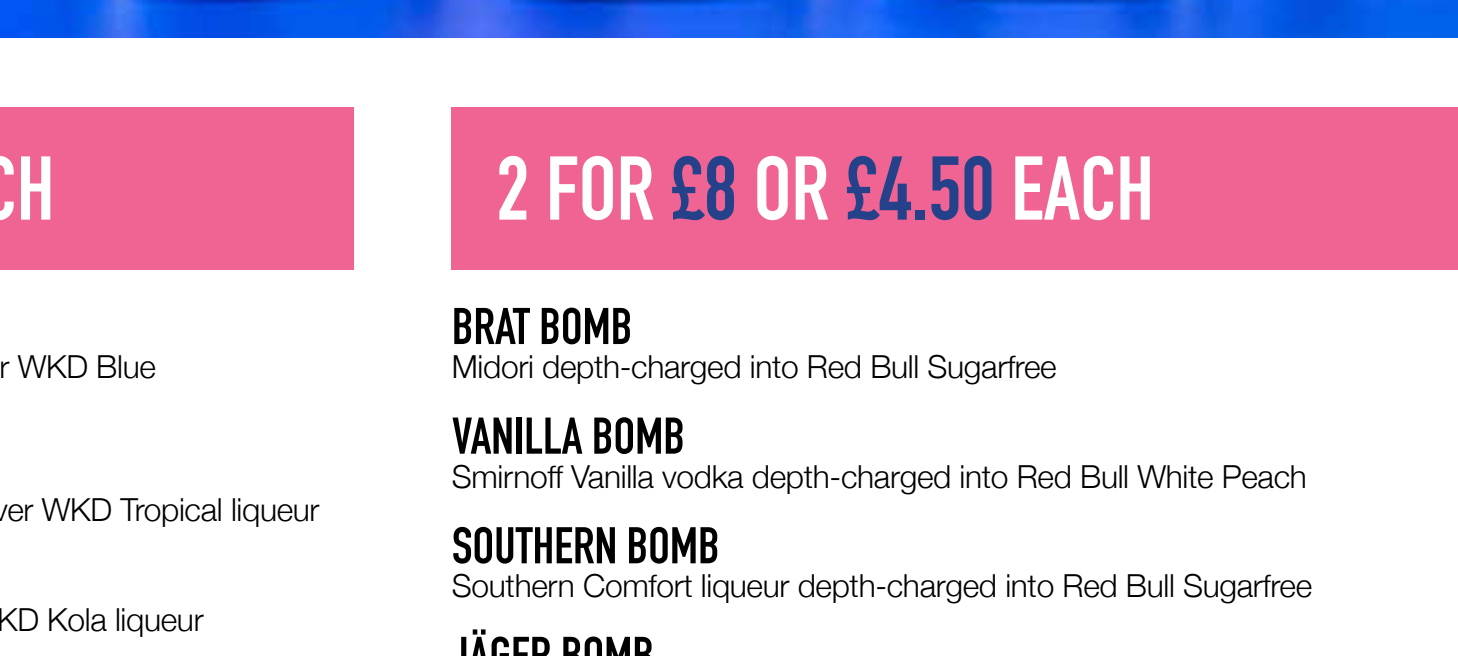 CH
r WKD Blue
WKD Tropical liqueur
Kola liqueur
2 FOR £8 OR £4.50 EACH
BRAT BOMB
Midori depth-charged into Red Bull Sugarfree
VANILLA BOMB
Smirnoff Vanilla vodka depth-charged into Red Bull White Peach
SOUTHERN BOMB
Southern Comfort liqueur depth-charged into Red Bull Sugarfree
JÄGER BOMB